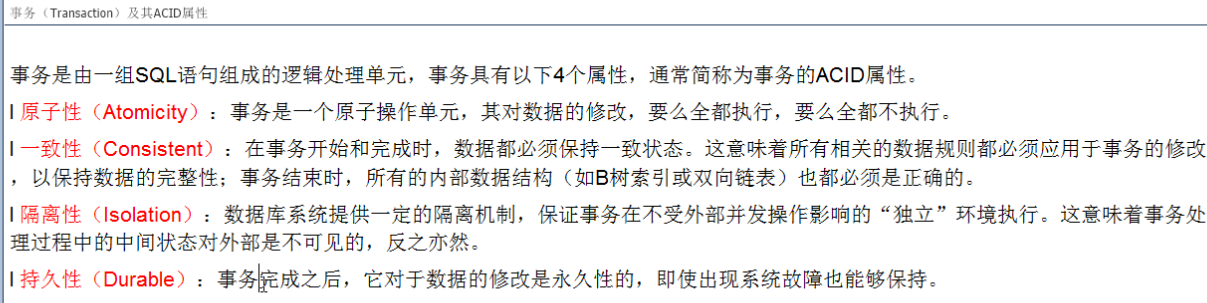 事务（Transaction）及其ACID属性
事务是由一组SQL语句组成的逻辑处理单元，事务具有以下4个属性，通常简称为事务的ACID属性。
l 原子性（Atomicity）：事务是一个原子操作单元，其对数据的修改，要么全都执行，要么全都不执行。
l 一致性（Consistent）：在事务开始和完成时，数据都必须保持一致状态。这意味着所有相关的数据规则都必须应用于事务的修改
，以保持数据的完整性；事务结束时，所有的内部数据结构（如B树索引或双向链表）也都必须是正确的。
l 隔离性（Isolation）：数据库系统提供一定的隔离机制，保证事务在不受外部并发操作影响的“独立”环境执行。这意味着事务处
理过程中的中间状态对外部是不可见的，反之亦然。
l 持久性（Durable）：事务完成之后，它对于数据的修改是永久性的，即使出现系统故障也能够保持。